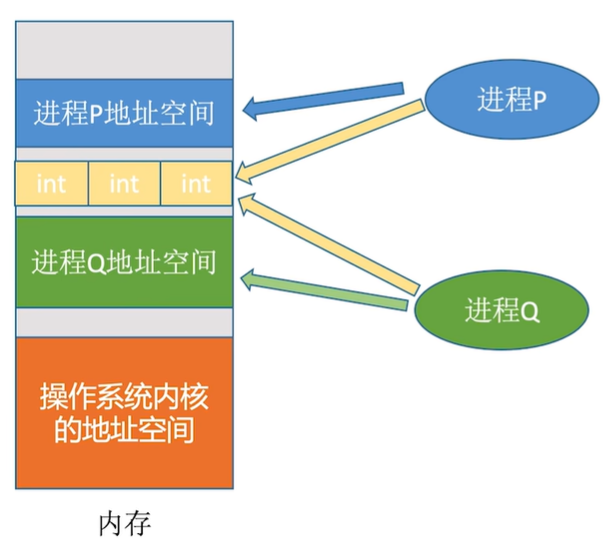 进程P地址空间
进程P
int int int
进程Q地址空间
进程Q
操作系统内核
的地址空间
内存